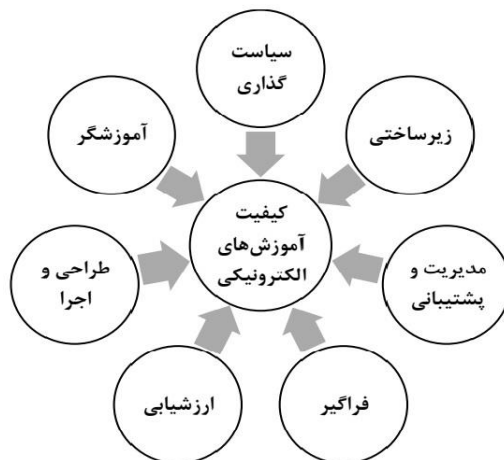 سیاست
گذاری
زیرساختی
مدیریت و
پشتیبانی
فراگیر
ارزشیابی
طراحی و
اجرا
آموزشگر
کیفیت
آموزش‌های
الکترونیکی